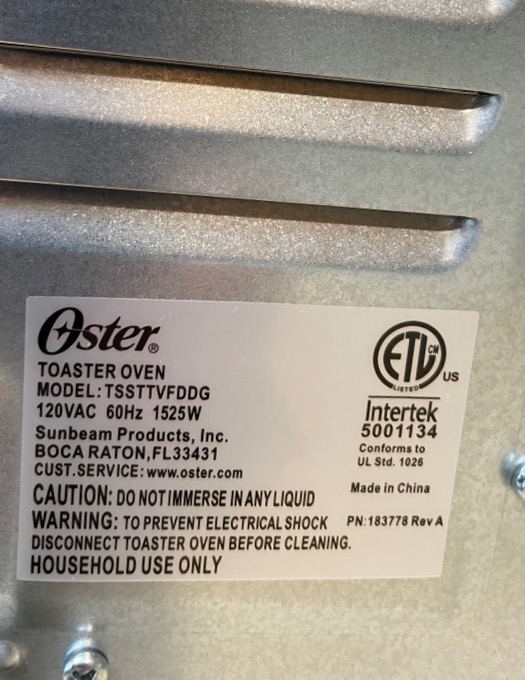 Oster®
TOASTER OVEN
MODEL: TSSTTVFDDG
120VAC 60Hz 1525W
Sunbeam Products, Inc.
BOCA RATON,FL33431
CUST.SERVICE: www.oster.com
CAUTION: DO NOT IMMERSE IN ANY LIQUID
WARNING: TO PREVENT ELECTRICAL SHOCK
DISCONNECT TOASTER OVEN BEFORE CLEANING.
HOUSEHOLD USE ONLY
ETL CM
LISTED
US
Intertek
5001134
Conforms to
UL Std. 1026
Made in China
PN:183778 Rev A